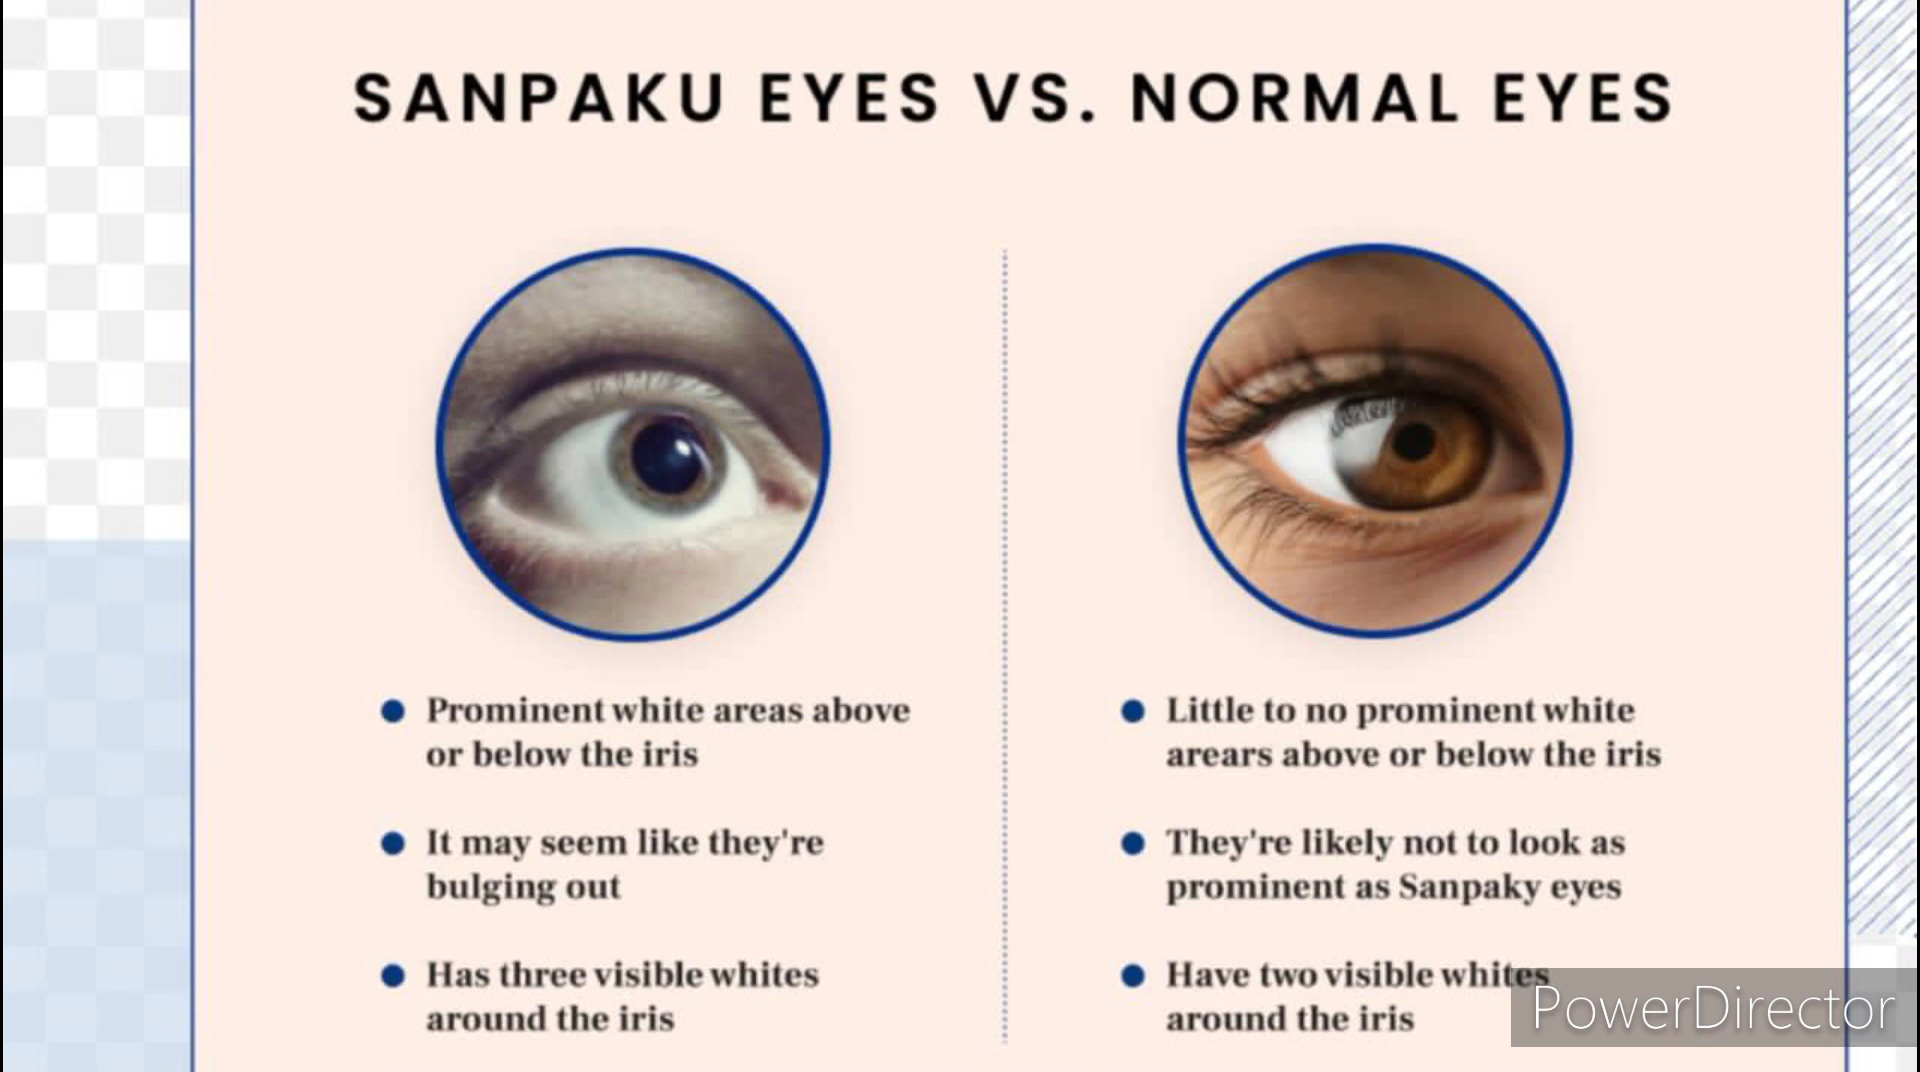 SANPAKU EYES VS. NORMAL EYES
Prominent white areas above
or below the iris
It may seem like they're
bulging out
Has three visible whites
around the iris
Little to no prominent white
arears above or below the iris
They're likely not to look as
prominent as Sanpaky eyes
Have two visible whites
around the iris
PowerDirector